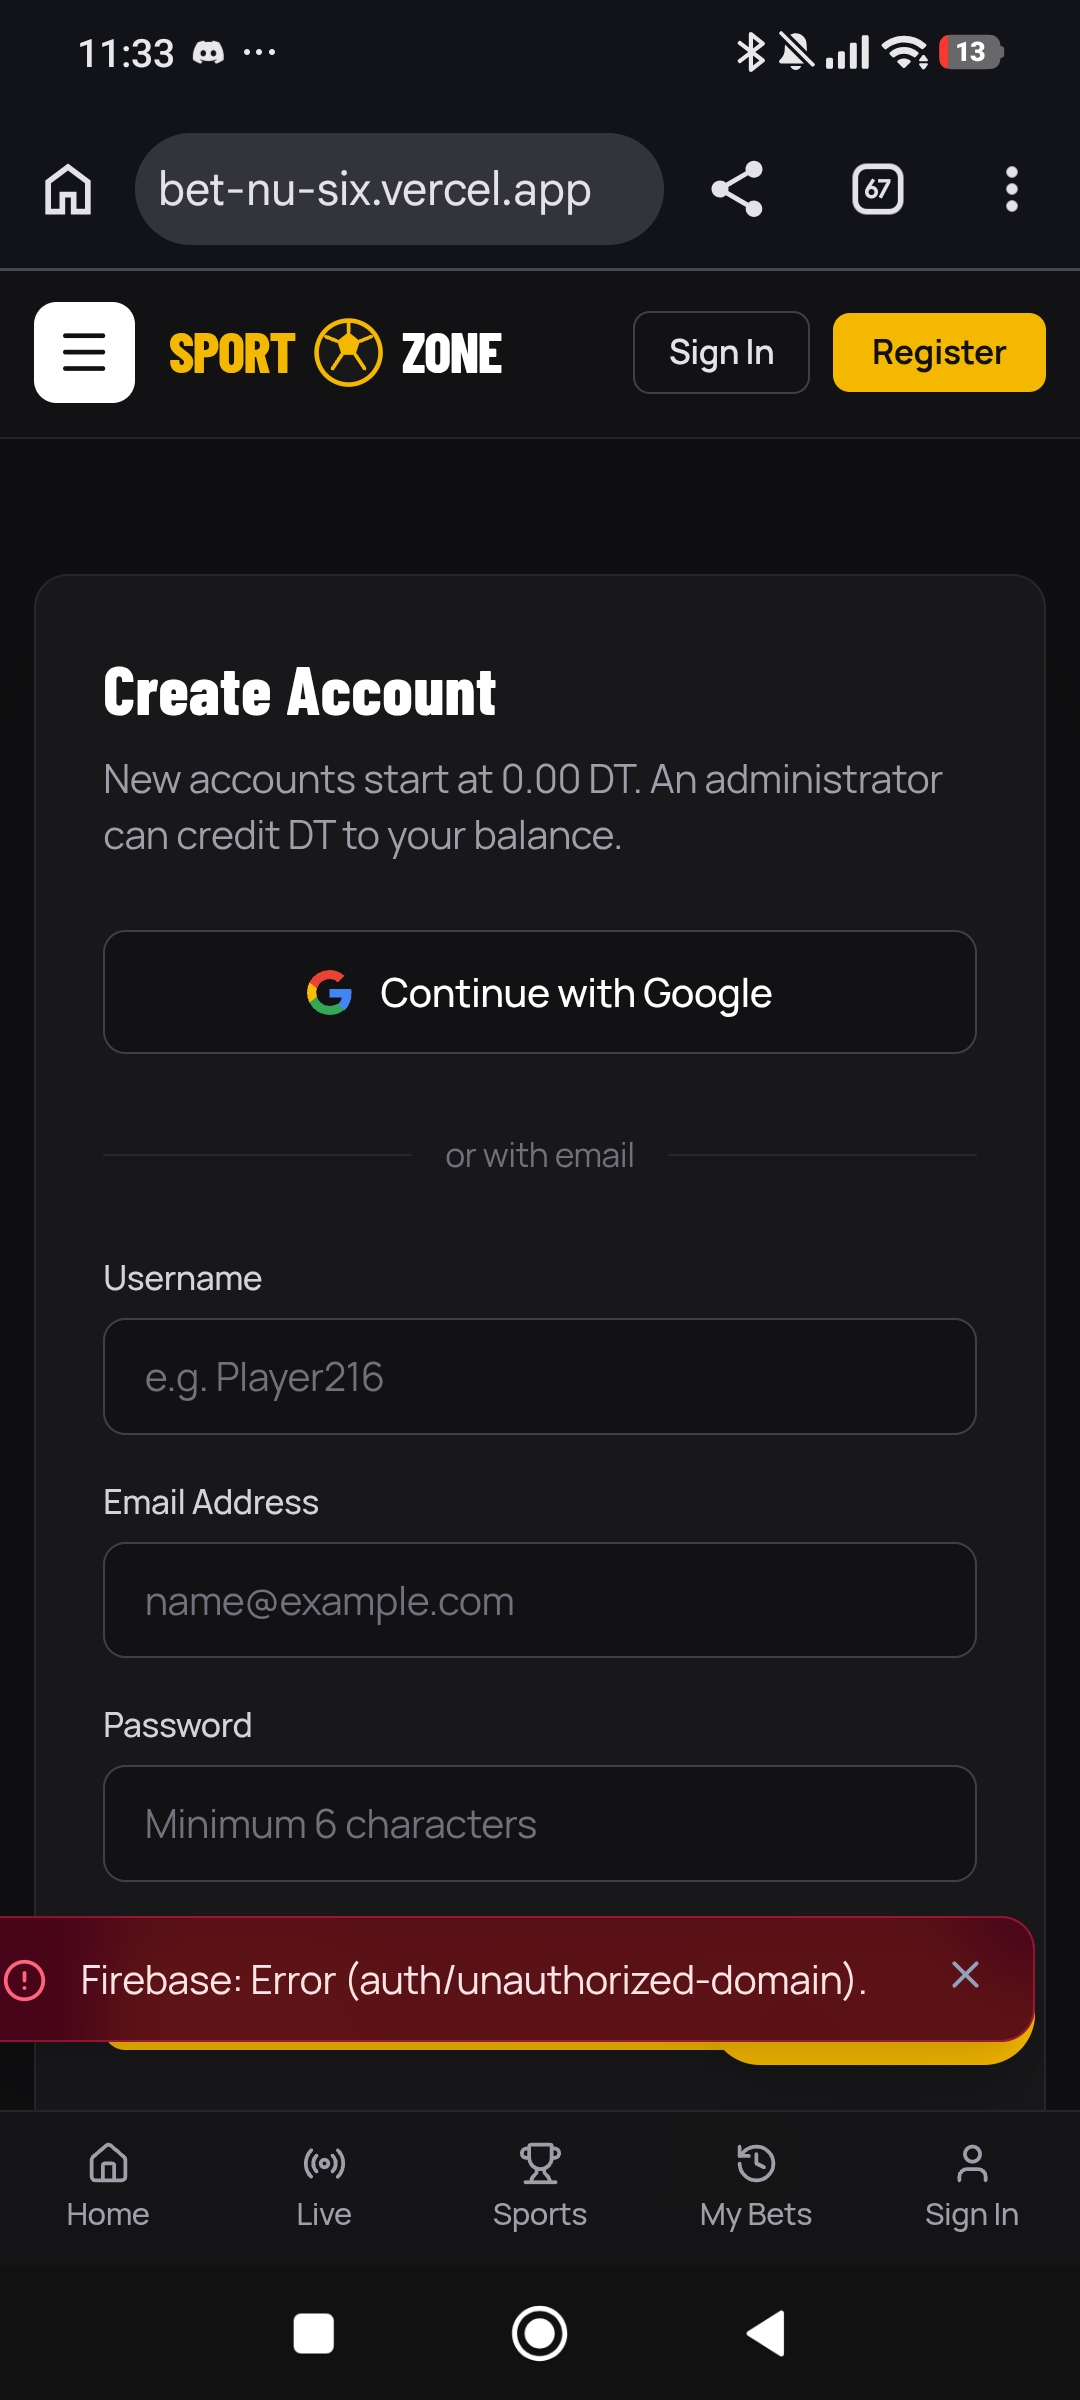 11:33
13
bet-nu-six.vercel.app
67
SPORT ZONE
Sign In
Register
Create Account
New accounts start at 0.00 DT. An administrator
can credit DT to your balance.
Continue with Google
or with email
Username
e.g. Player216
Email Address
name@example.com
Password
Minimum 6 characters
Firebase: Error (auth/unauthorized-domain).
Home
Live
Sports
My Bets
Sign In